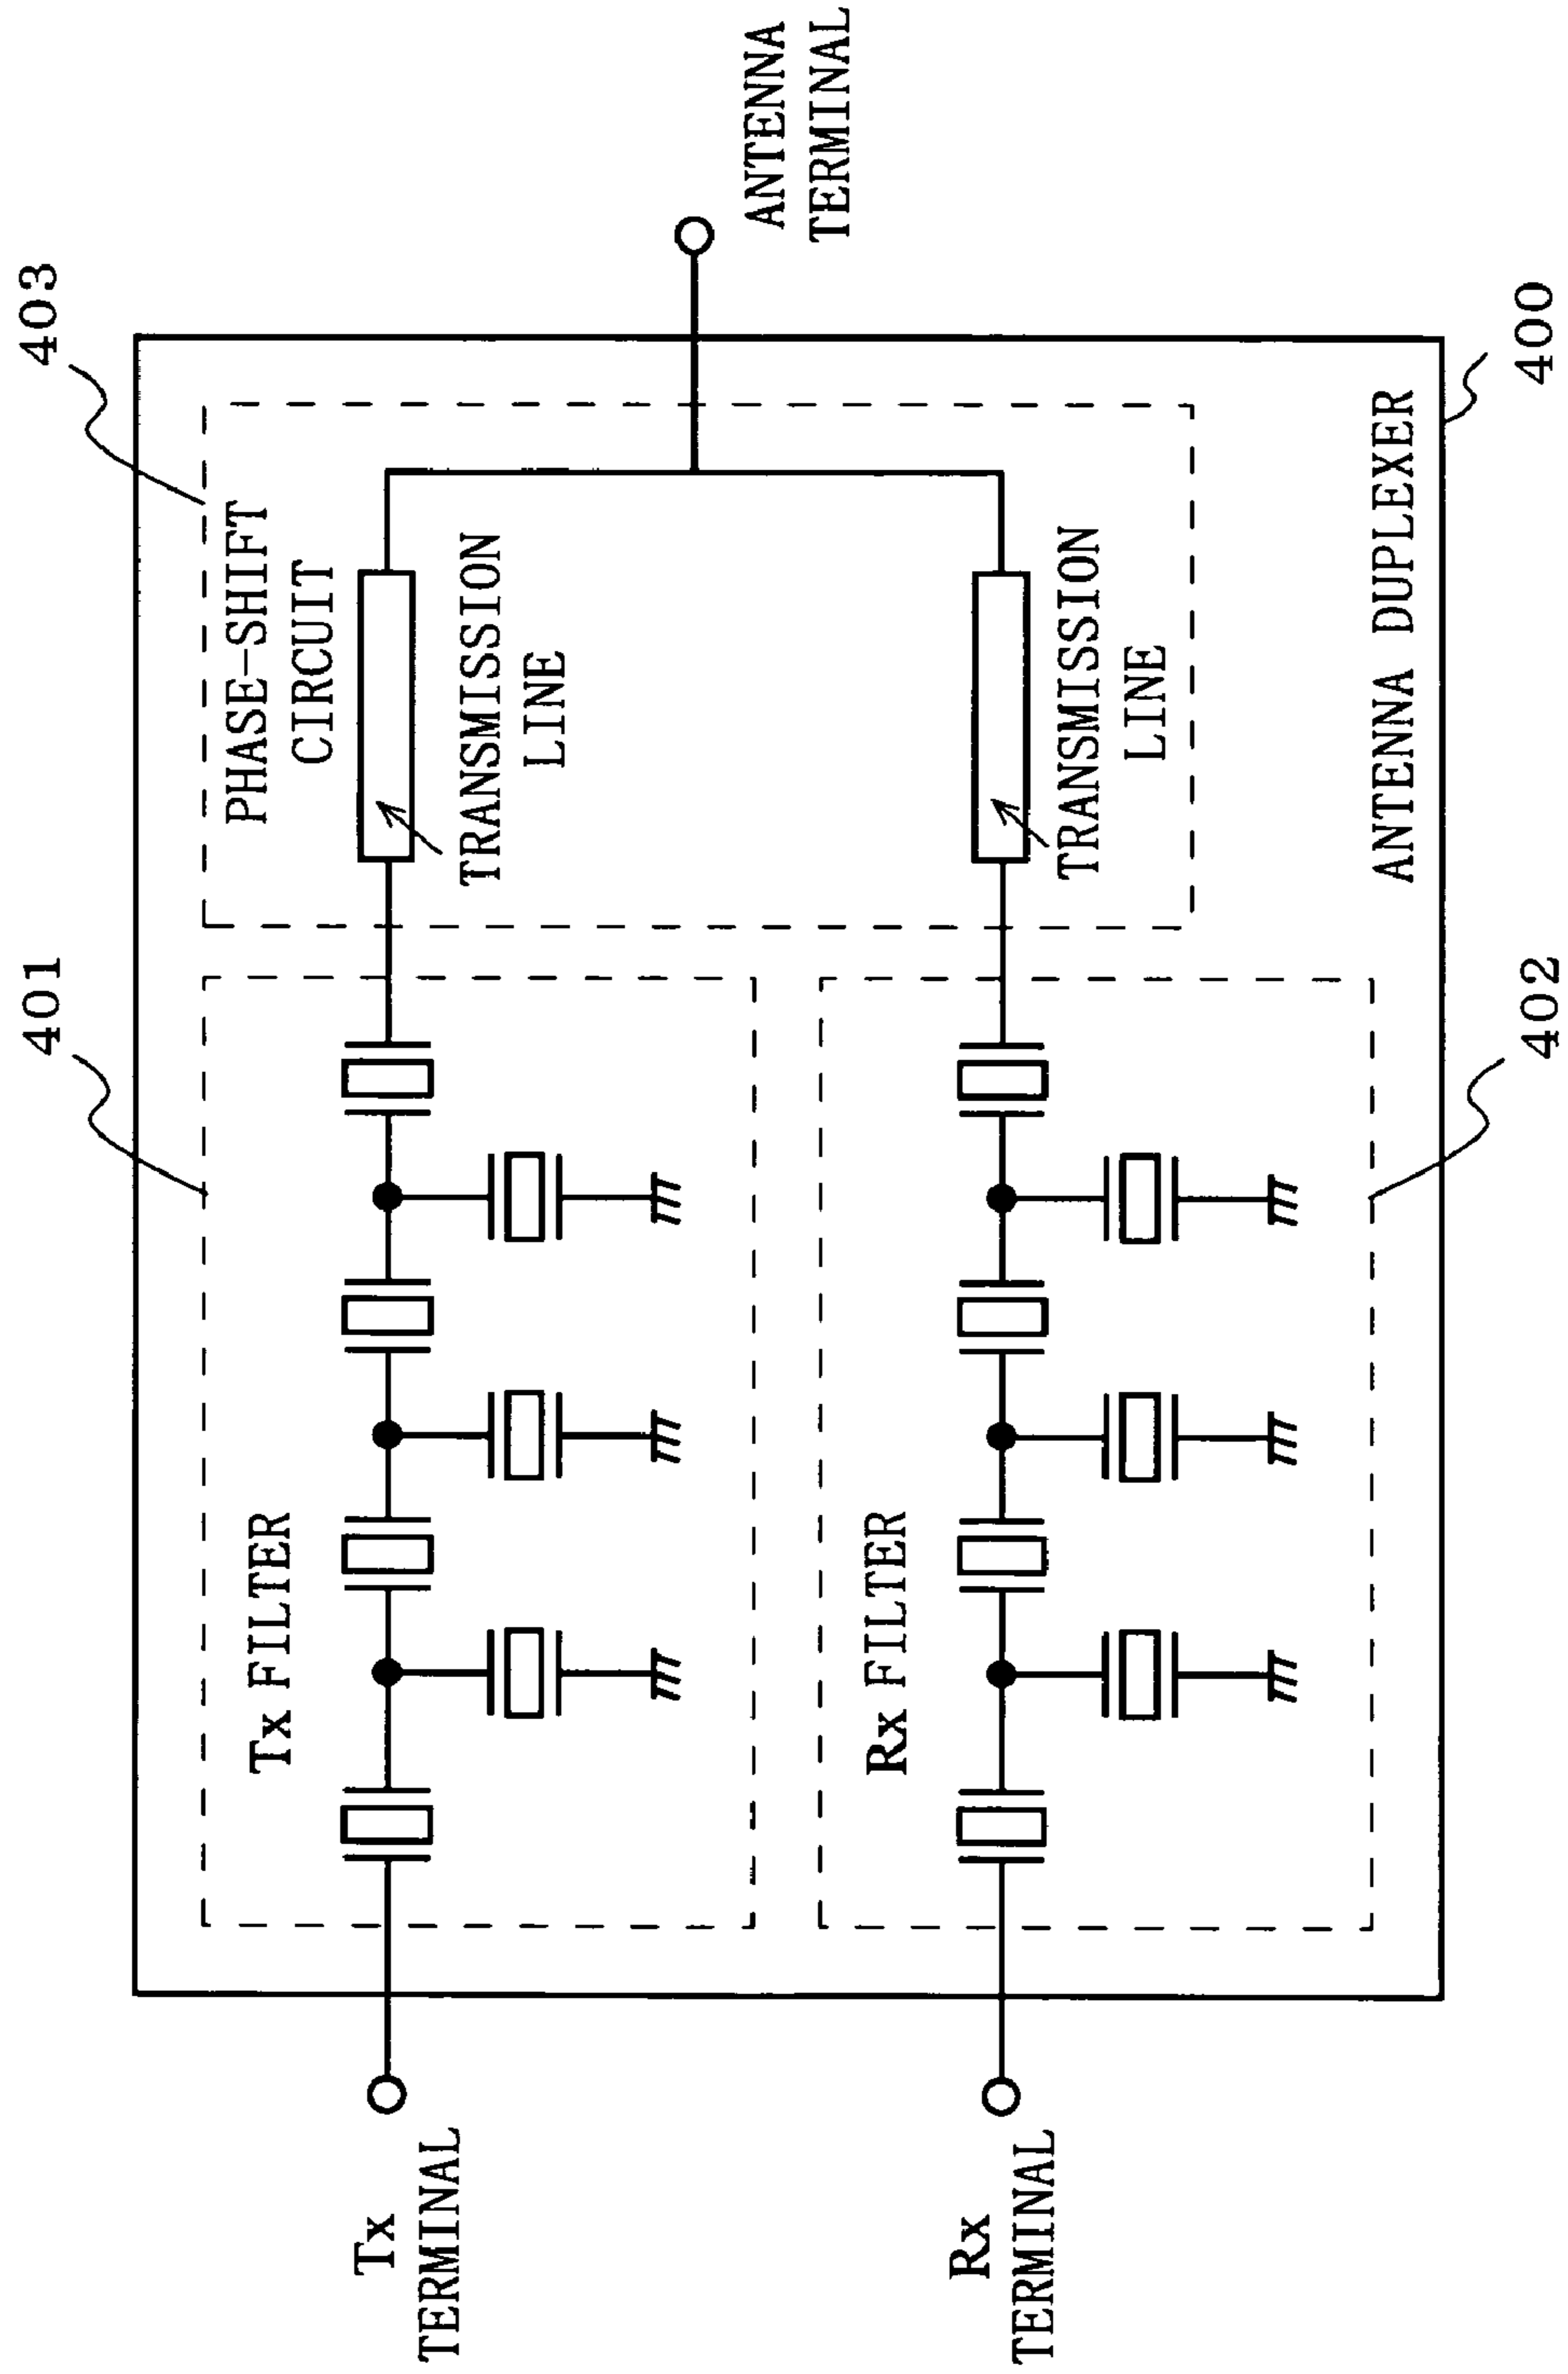 401
403
Tx FILTER
PHASE-SHIFT
CIRCUIT
TRANSMISSION
LINE
Tx
TERMINAL
ANTENNA
TERMINAL
Rx FILTER
TRANSMISSION
LINE
Rx
TERMINAL
ANTENNA DUPLEXER
402
400